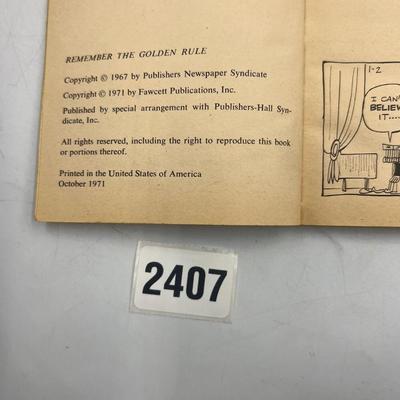 REMEMBER THE GOLDEN RULE
Copyright © 1967 by Publishers Newspaper Syndicate
Copyright © 1971 by Fawcett Publications, Inc.
Published by special arrangement with Publishers-Hall Syn-
dicate, Inc.
All rights reserved, including the right to reproduce this book
or portions thereof.
Printed in the United States of America
October 1971
1-2
I CAN'T
BELIEVE
IT....
2407